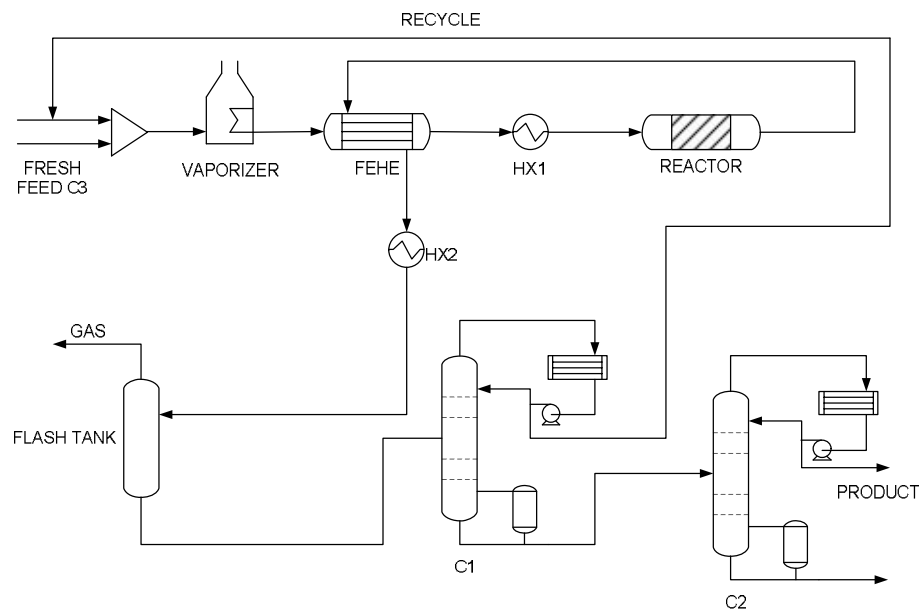 RECYCLE
FRESH
FEED C3
VAPORIZER
FEHE
HX1
REACTOR
HX2
GAS
FLASH TANK
PRODUCT
C1
C2